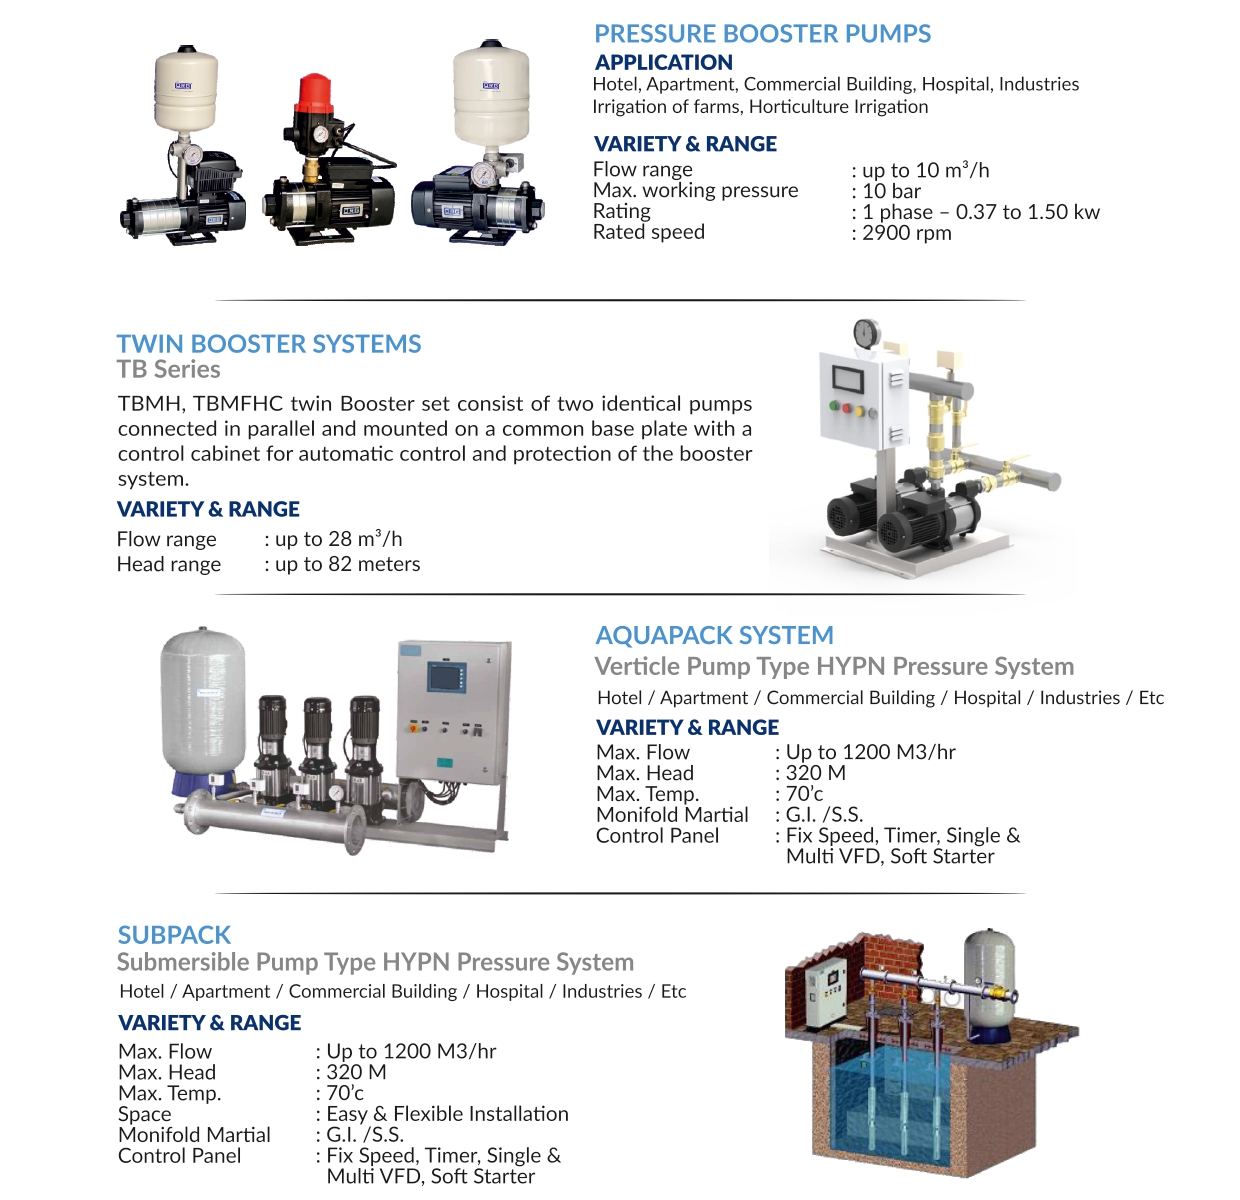 PRESSURE BOOSTER PUMPS
APPLICATION
Hotel, Apartment, Commercial Building, Hospital, Industries
Irrigation of farms, Horticulture Irrigation
VARIETY & RANGE
Flow range : up to 10 m³/h
Max. working pressure : 10 bar
Rating : 1 phase – 0.37 to 1.50 kw
Rated speed : 2900 rpm
TWIN BOOSTER SYSTEMS
TB Series
TBMH, TBMFHC twin Booster set consist of two identical pumps
connected in parallel and mounted on a common base plate with a
control cabinet for automatic control and protection of the booster
system.
VARIETY & RANGE
Flow range : up to 28 m³/h
Head range : up to 82 meters
AQUAPACK SYSTEM
Verticle Pump Type HYPN Pressure System
Hotel / Apartment / Commercial Building / Hospital / Industries / Etc
VARIETY & RANGE
Max. Flow : Up to 1200 M3/hr
Max. Head : 320 M
Max. Temp. : 70’c
Monifold Martial : G.I. /S.S.
Control Panel : Fix Speed, Timer, Single &
Multi VFD, Soft Starter
SUBPACK
Submersible Pump Type HYPN Pressure System
Hotel / Apartment / Commercial Building / Hospital / Industries / Etc
VARIETY & RANGE
Max. Flow : Up to 1200 M3/hr
Max. Head : 320 M
Max. Temp. : 70’c
Space : Easy & Flexible Installation
Monifold Martial : G.I. /S.S.
Control Panel : Fix Speed, Timer, Single &
Multi VFD, Soft Starter